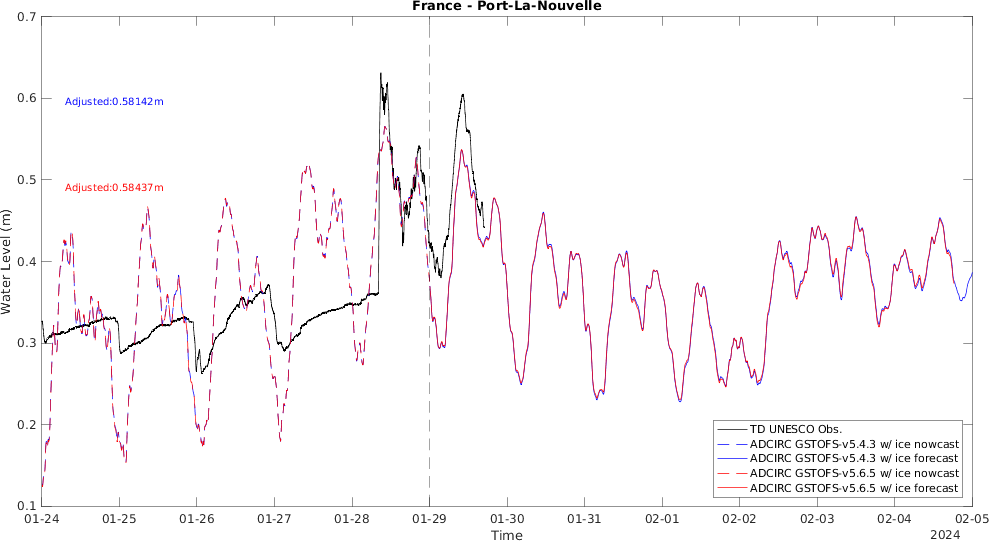 France - Port-La-Nouvelle
0.7
0.6
0.5
0.4
0.3
0.2
0.1
Water Level (m)
Adjusted:0.58142m
Adjusted:0.58437m
TD UNESCO Obs.
ADCIRC GSTOFS-v5.4.3 w/ ice nowcast
ADCIRC GSTOFS-v5.4.3 w/ ice forecast
ADCIRC GSTOFS-v5.6.5 w/ ice nowcast
ADCIRC GSTOFS-v5.6.5 w/ ice forecast
01-24 01-25 01-26 01-27 01-28 01-29 01-30 01-31 02-01 02-02 02-03 02-04 02-05
Time
2024